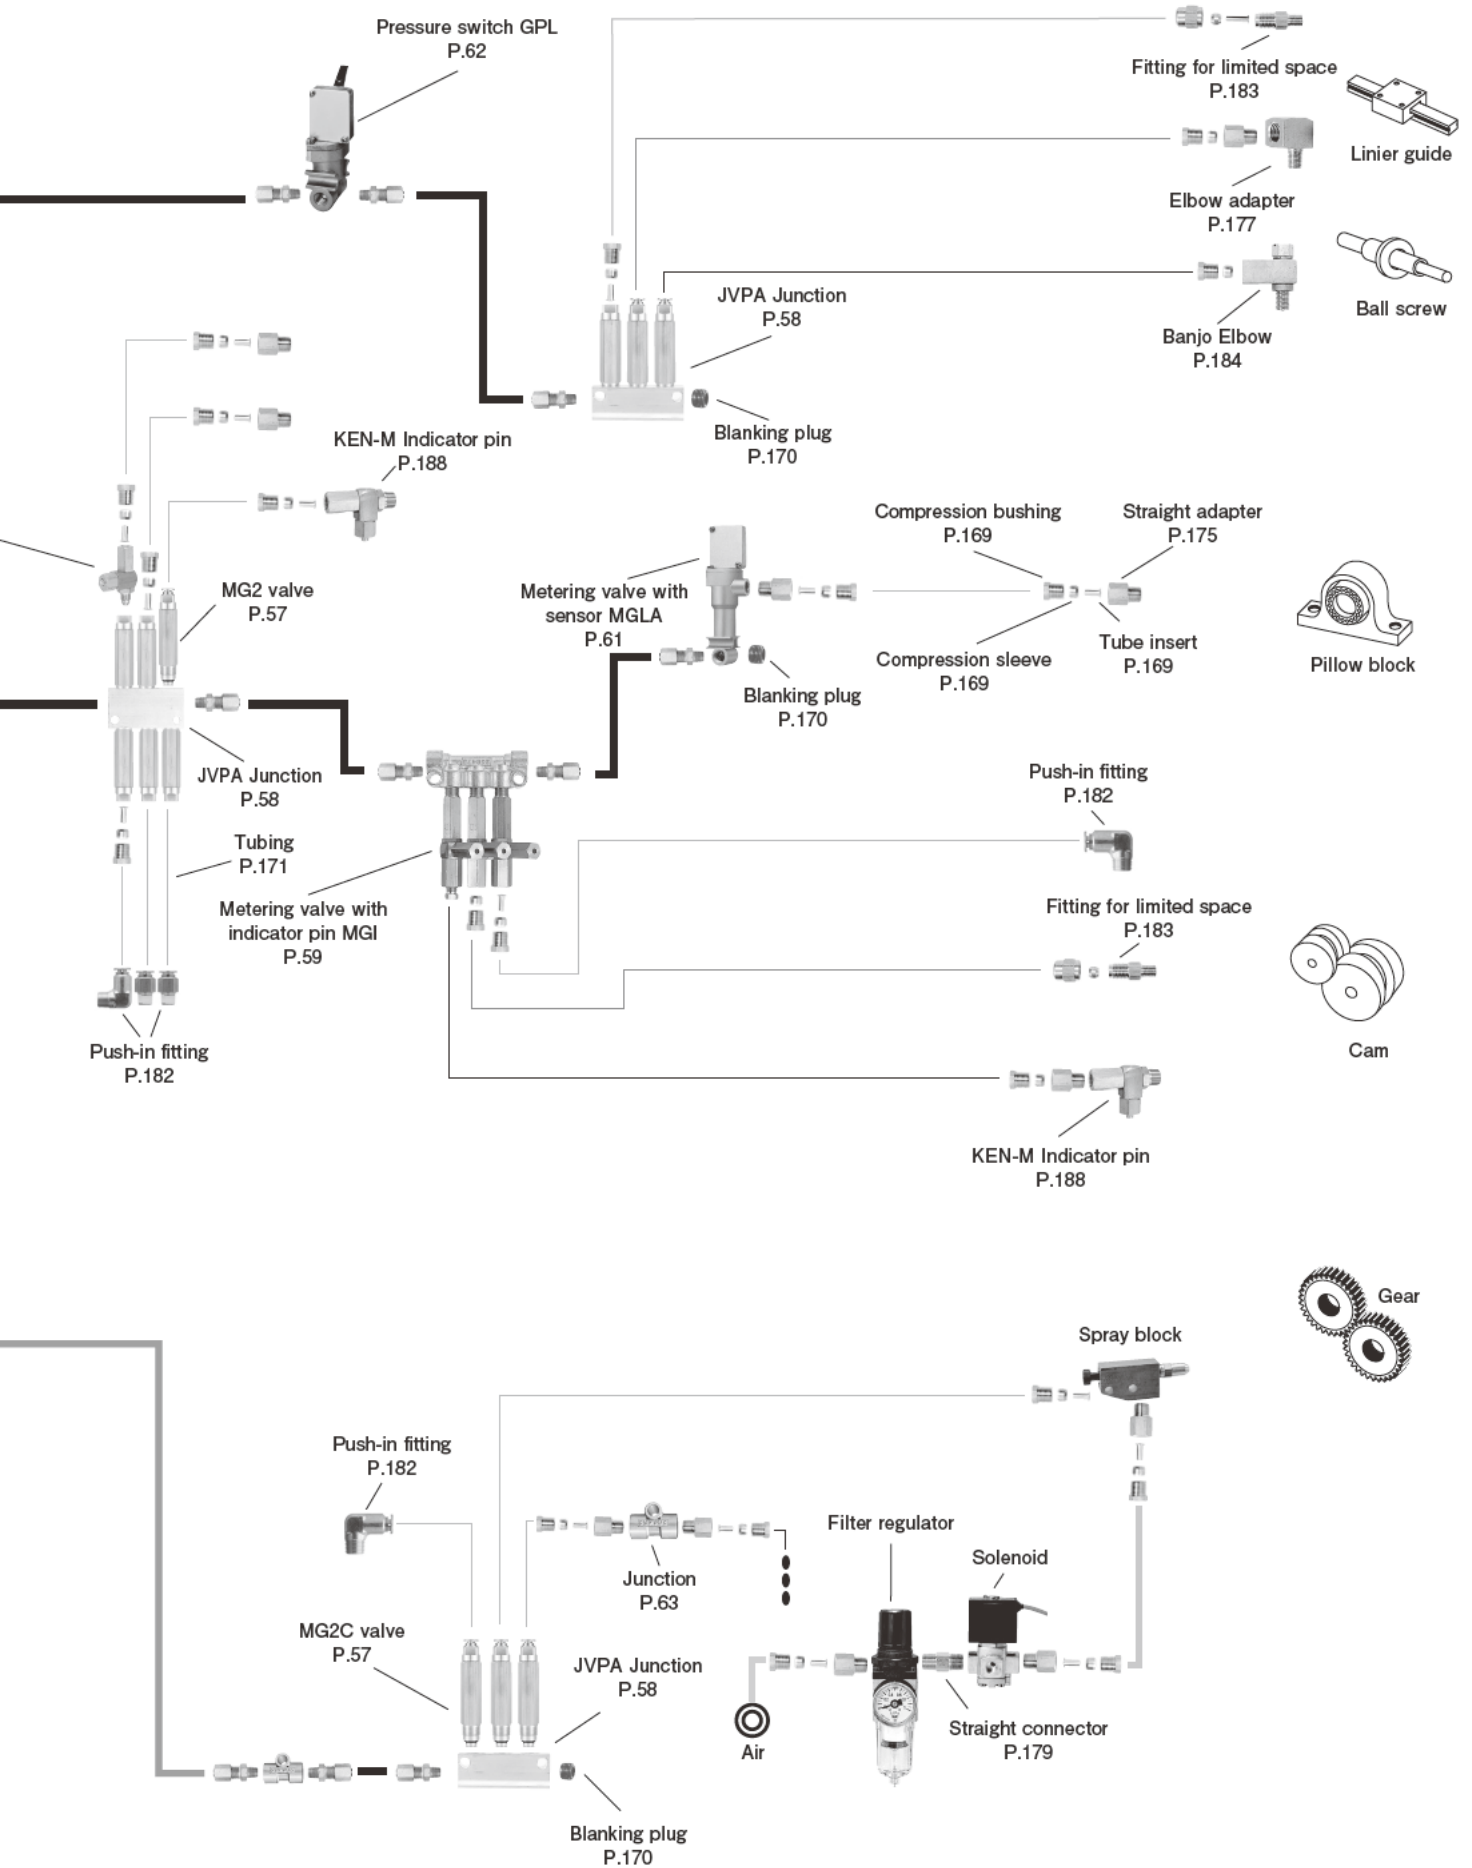 Pressure switch GPL
P.62
Fitting for limited space
P.183
Linier guide
Elbow adapter
P.177
JVPA Junction
P.58
Ball screw
Banjo Elbow
P.184
Blanking plug
P.170
KEN-M Indicator pin
P.188
Compression bushing
P.169
Straight adapter
P.175
MG2 valve
P.57
Metering valve with
sensor MGLA
P.61
Compression sleeve
P.169
Tube insert
P.169
Pillow block
Blanking plug
P.170
JVPA Junction
P.58
Push-in fitting
P.182
Tubing
P.171
Metering valve with
indicator pin MGI
P.59
Fitting for limited space
P.183
Push-in fitting
P.182
Cam
KEN-M Indicator pin
P.188
Gear
Spray block
Push-in fitting
P.182
Filter regulator
Solenoid
Junction
P.63
MG2C valve
P.57
JVPA Junction
P.58
Air
Straight connector
P.179
Blanking plug
P.170